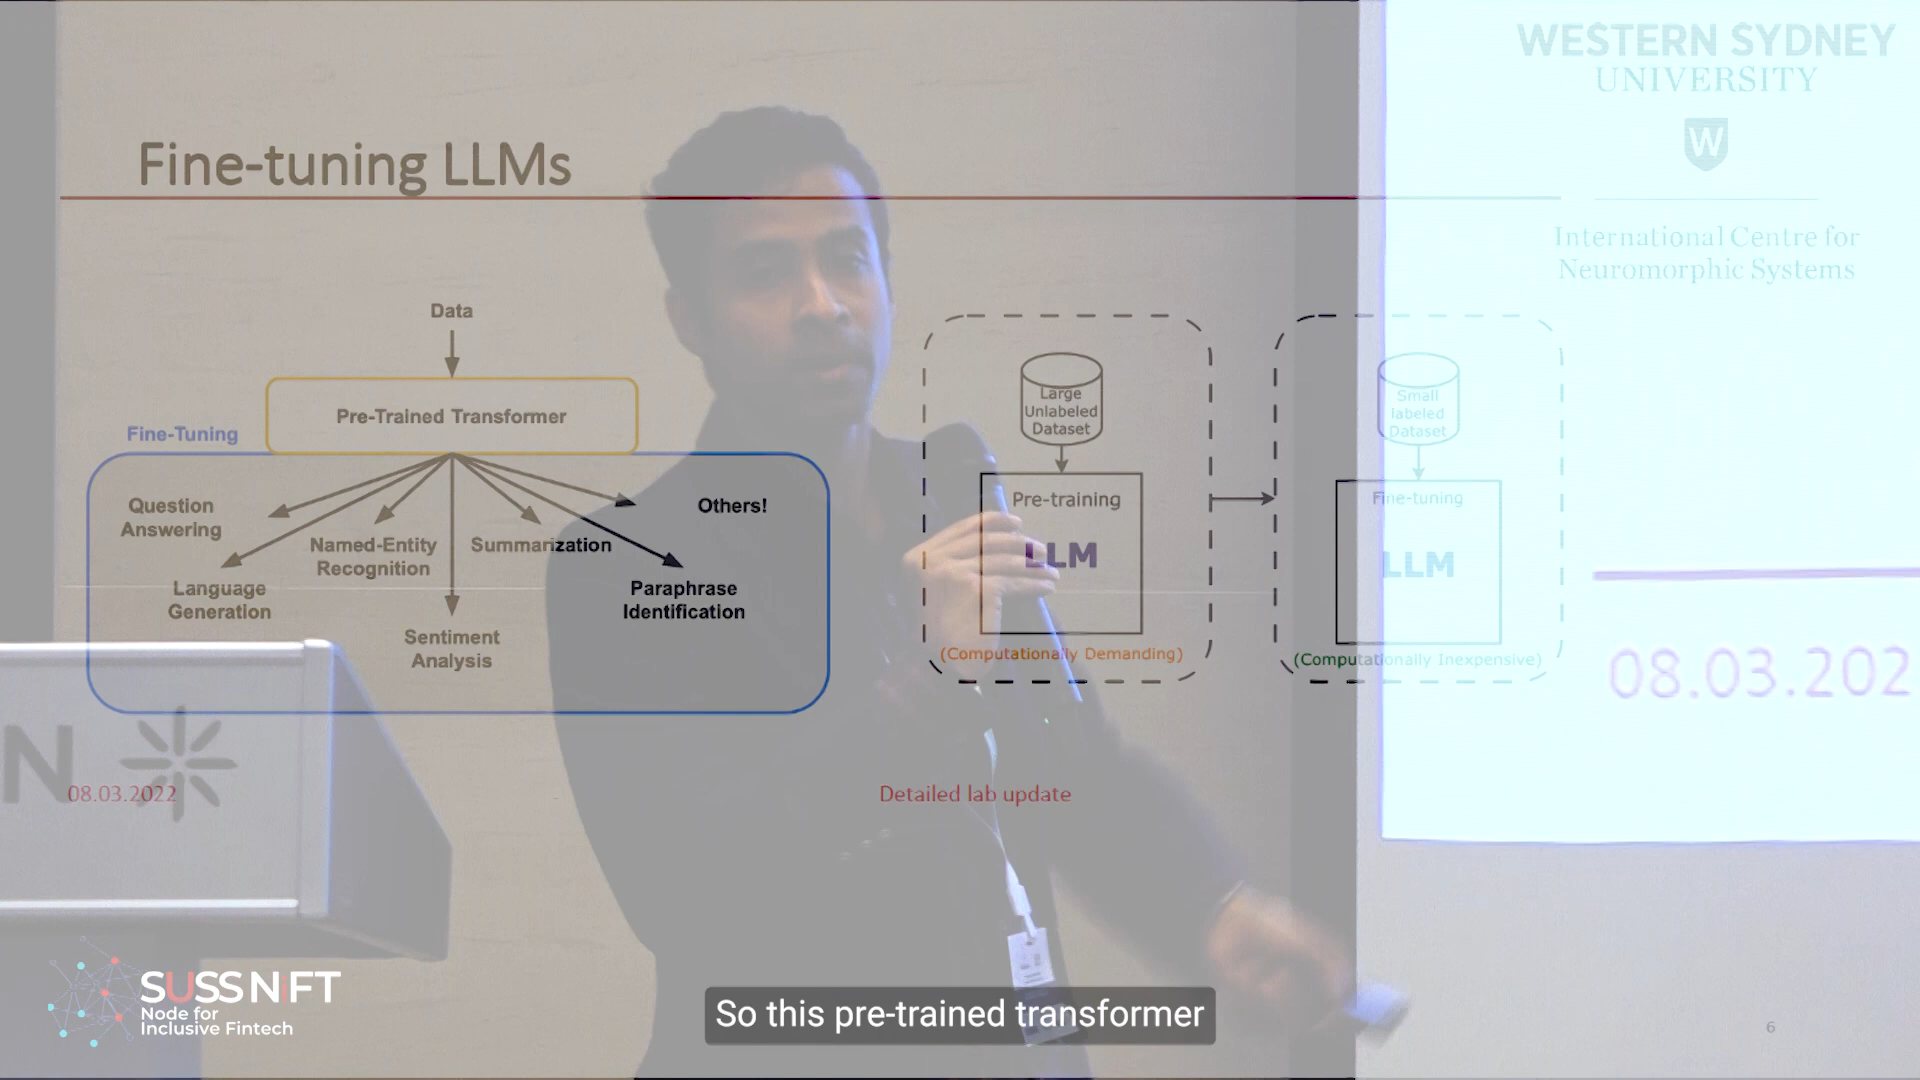 WESTERN SYDNEY
UNIVERSITY
W
International Centre for
Neuromorphic Systems
Fine-tuning LLMs
Data
Pre-Trained Transformer
Fine-Tuning
Question
Answering
Others!
Named-Entity
Recognition
Summarization
Language
Generation
Paraphrase
Identification
Sentiment
Analysis
Large
Unlabeled
Dataset
Pre-training
LLM
(Computationally Demanding)
Small
labeled
Dataset
Fine-tuning
LLM
(Computationally Inexpensive)
08.03.202
N
08.03.2022
Detailed lab update
SUSS NiFT
Node for
Inclusive Fintech
So this pre-trained transformer
6